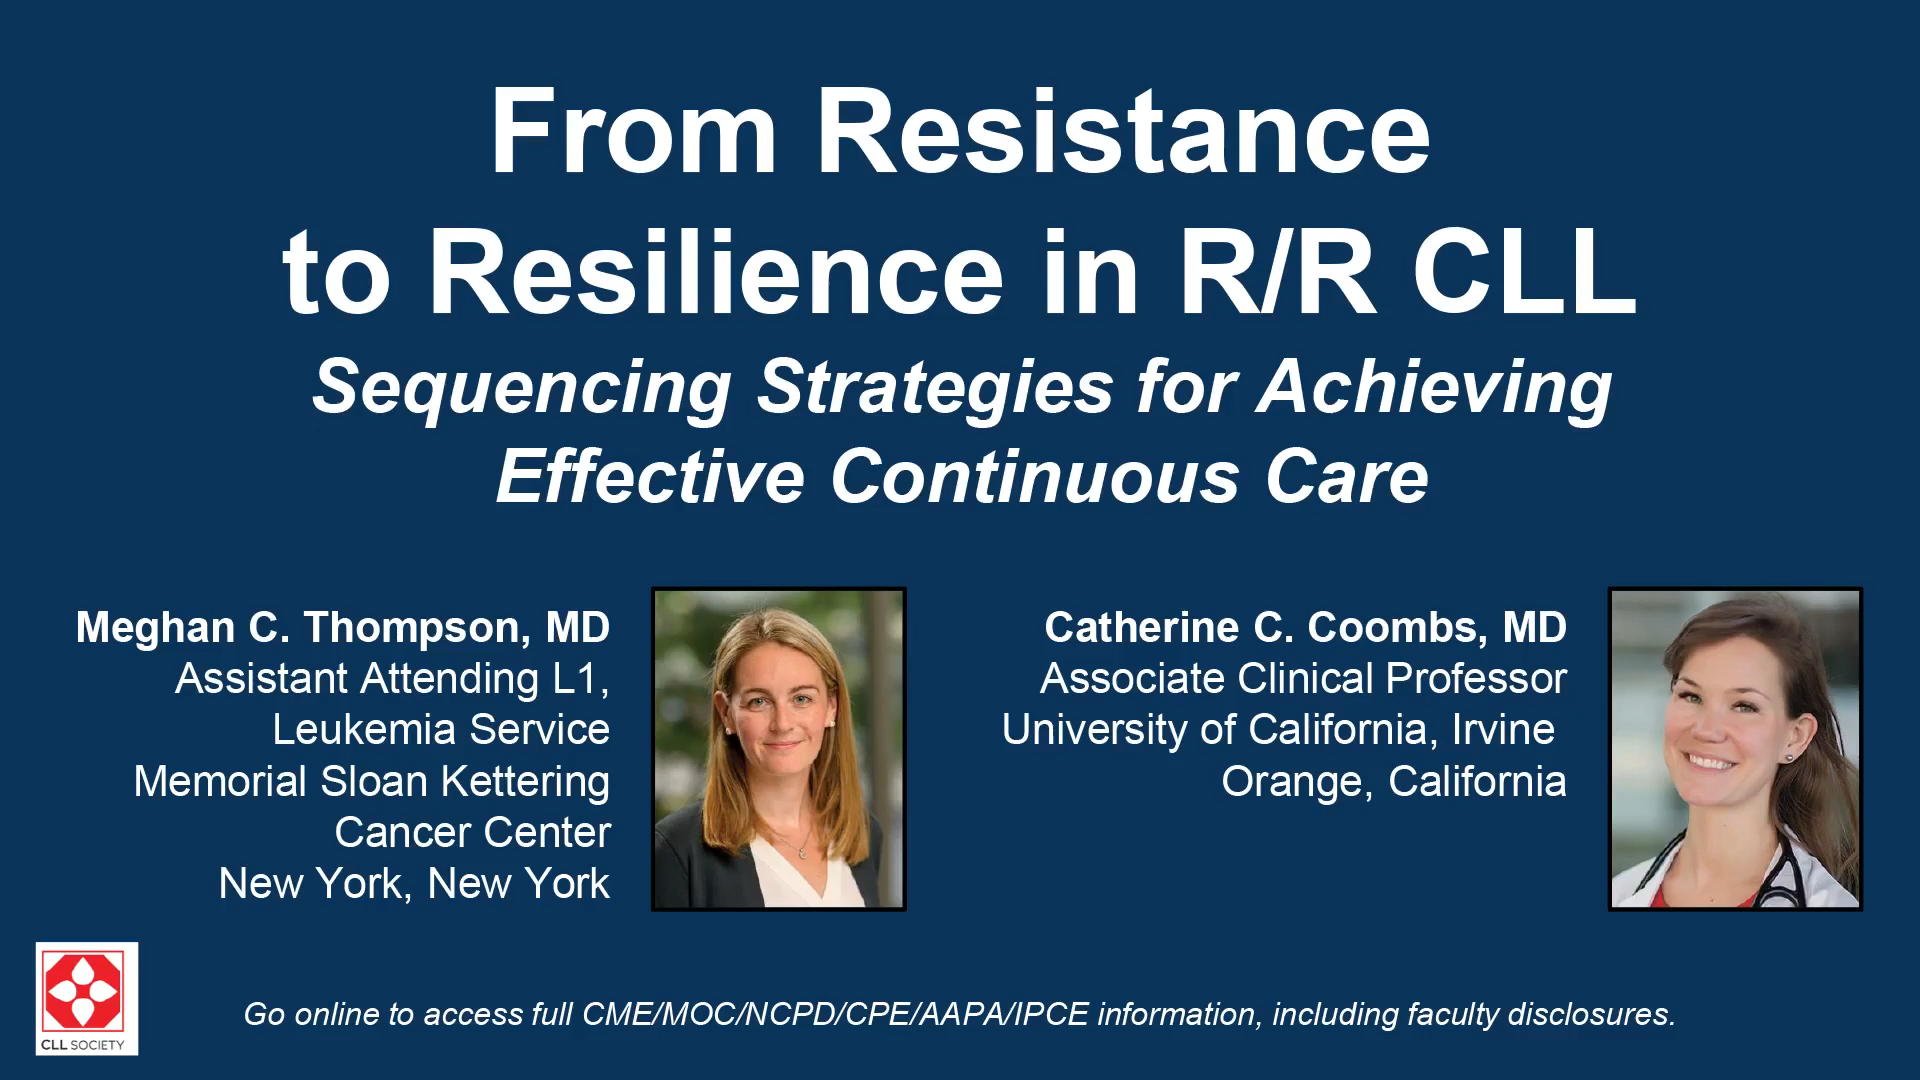 From Resistance
to Resilience in R/R CLL
Sequencing Strategies for Achieving
Effective Continuous Care
Meghan C. Thompson, MD
Assistant Attending L1,
Leukemia Service
Memorial Sloan Kettering
Cancer Center
New York, New York
Catherine C. Coombs, MD
Associate Clinical Professor
University of California, Irvine
Orange, California
CLL SOCIETY
Go online to access full CME/MOC/NCPD/CPE/AAPA/IPCE information, including faculty disclosures.